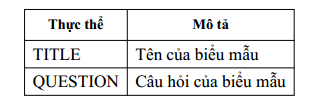 Thực thể Mô tả
TITLE Tên của biểu mẫu
QUESTION Câu hỏi của biểu mẫu